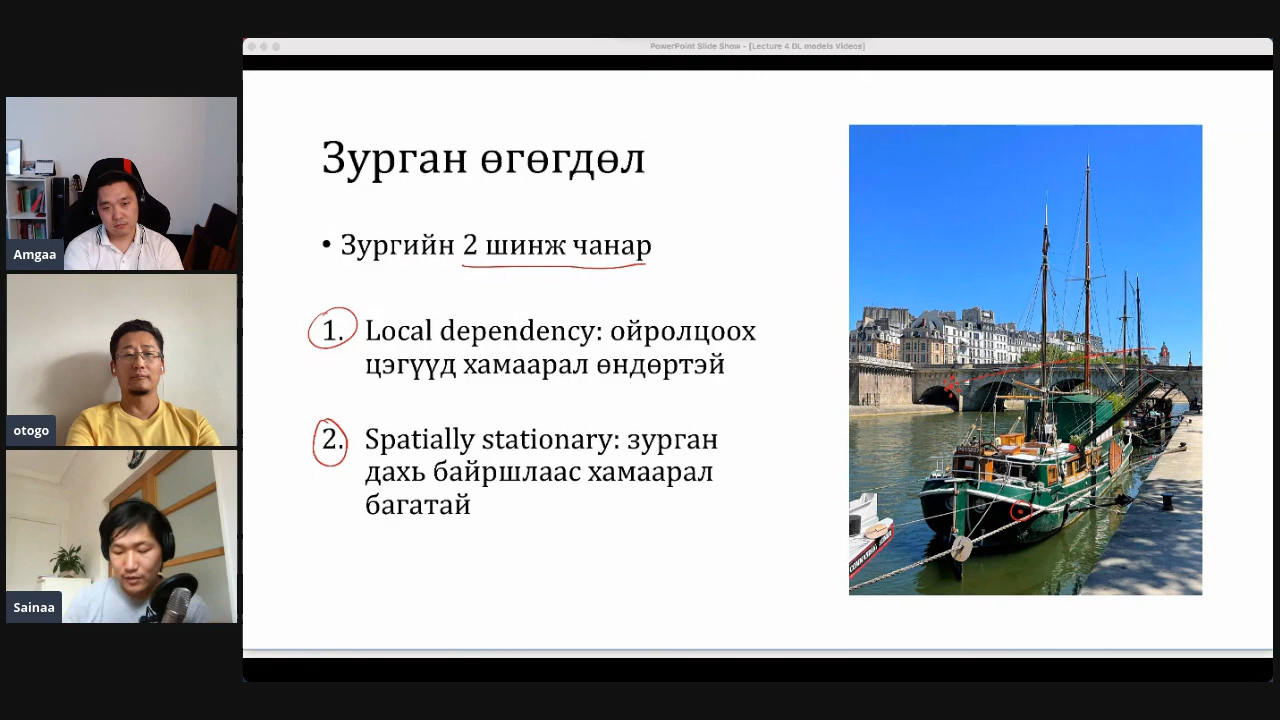 PowerPoint Slide Show - [Lecture 4 DL models Videos]
Зурган өгөгдөл
• Зургийн 2 шинж чанар
1. Local dependency: ойролцоох
цэгүүд хамаарал өндөртэй
2. Spatially stationary: зурган
дахь байршлаас хамаарал
багатай
Amgaa
otogo
Sainaa